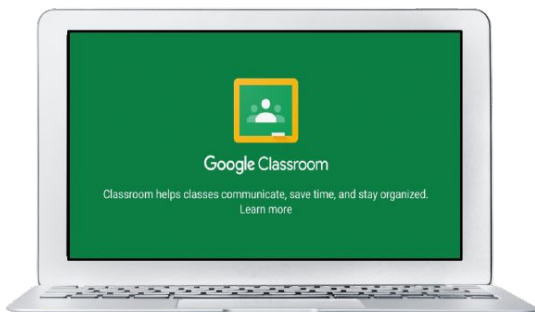 Google Classroom
Classroom helps classes communicate, save time, and stay organized.
Learn more